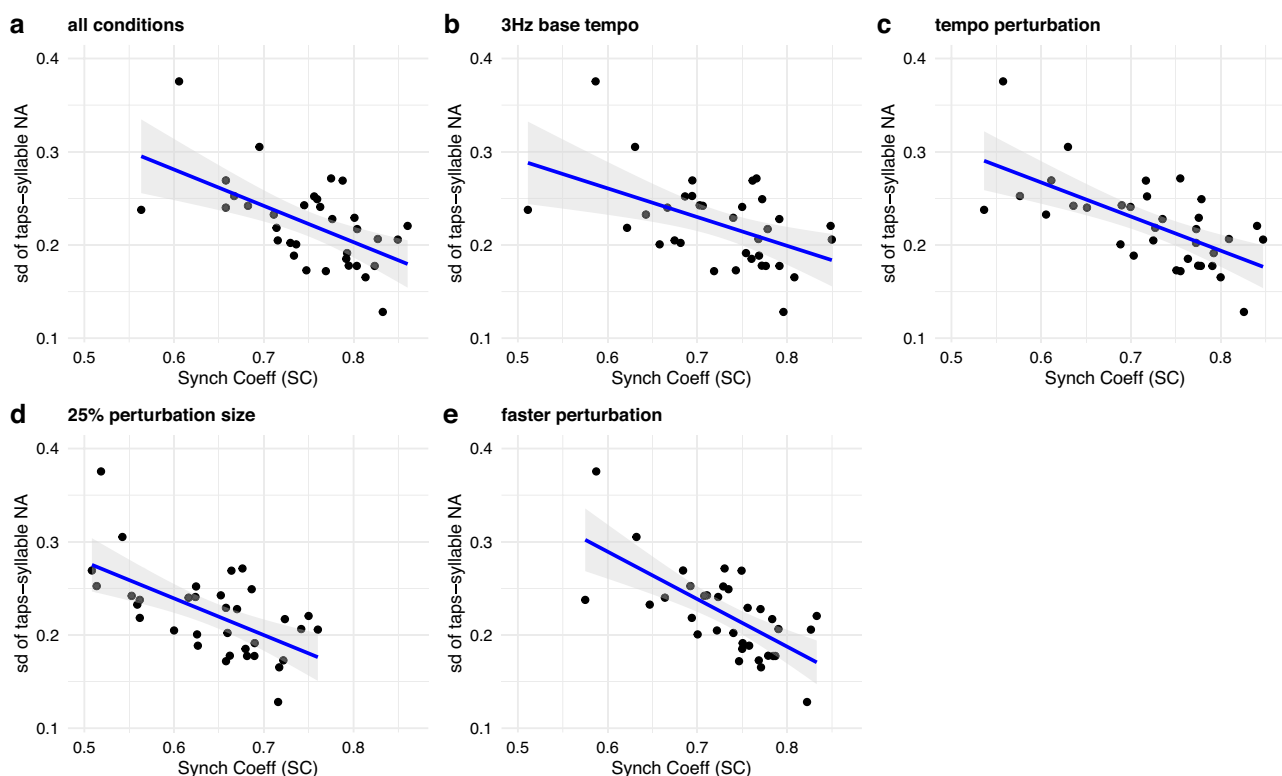 a all conditions
b 3Hz base tempo
c tempo perturbation
0.4
0.3
0.2
0.1
sd of taps−syllable NA
0.5 0.6 0.7 0.8
Synch Coeff (SC)
0.4
0.3
0.2
0.1
sd of taps−syllable NA
0.5 0.6 0.7 0.8
Synch Coeff (SC)
0.4
0.3
0.2
0.1
sd of taps−syllable NA
0.5 0.6 0.7 0.8
Synch Coeff (SC)
d 25% perturbation size
e faster perturbation
0.4
0.3
0.2
0.1
sd of taps−syllable NA
0.5 0.6 0.7 0.8
Synch Coeff (SC)
0.4
0.3
0.2
0.1
sd of taps−syllable NA
0.5 0.6 0.7 0.8
Synch Coeff (SC)